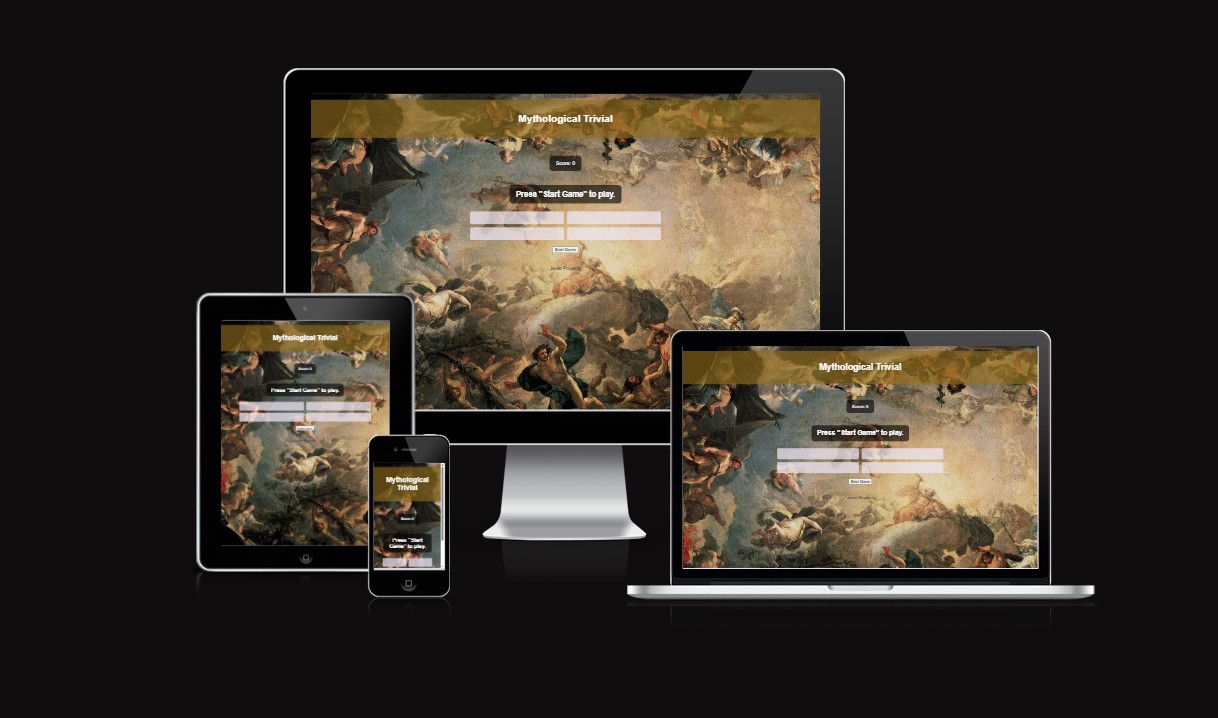 Mythological Trivial
Score: 0
Press "Start Game" to play.
Start Game
Mythological Trivial
Score: 0
Press "Start Game" to play.
Mythological
Trivial
Score: 0
Press "Start
Game" to play.
Mythological Trivial
Score: 0
Press "Start Game" to play.
Start Game